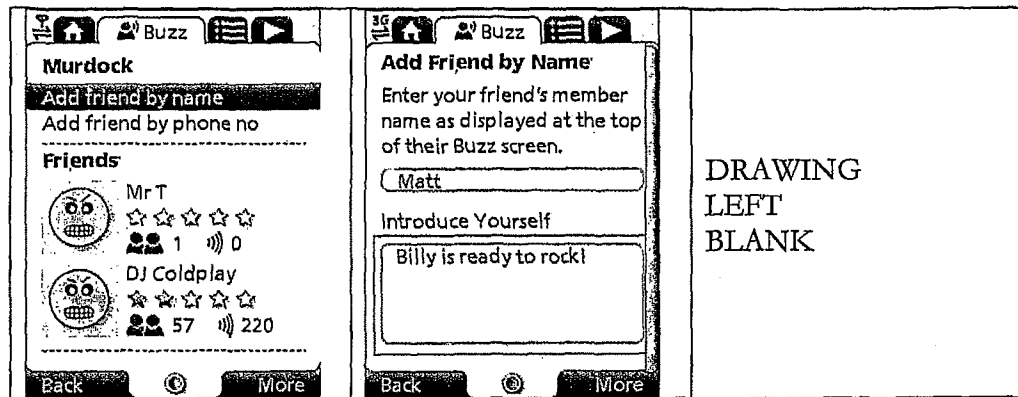 Buzz
Murdock
Add friend by name
Add friend by phone no
Friends
Mr T
1 0
DJ Coldplay
57 220
Back More
3G
Buzz
Add Friend by Name
Enter your friend's member
name as displayed at the top
of their Buzz screen.
Matt
Introduce Yourself
Billy is ready to rock!
Back More
DRAWING
LEFT
BLANK